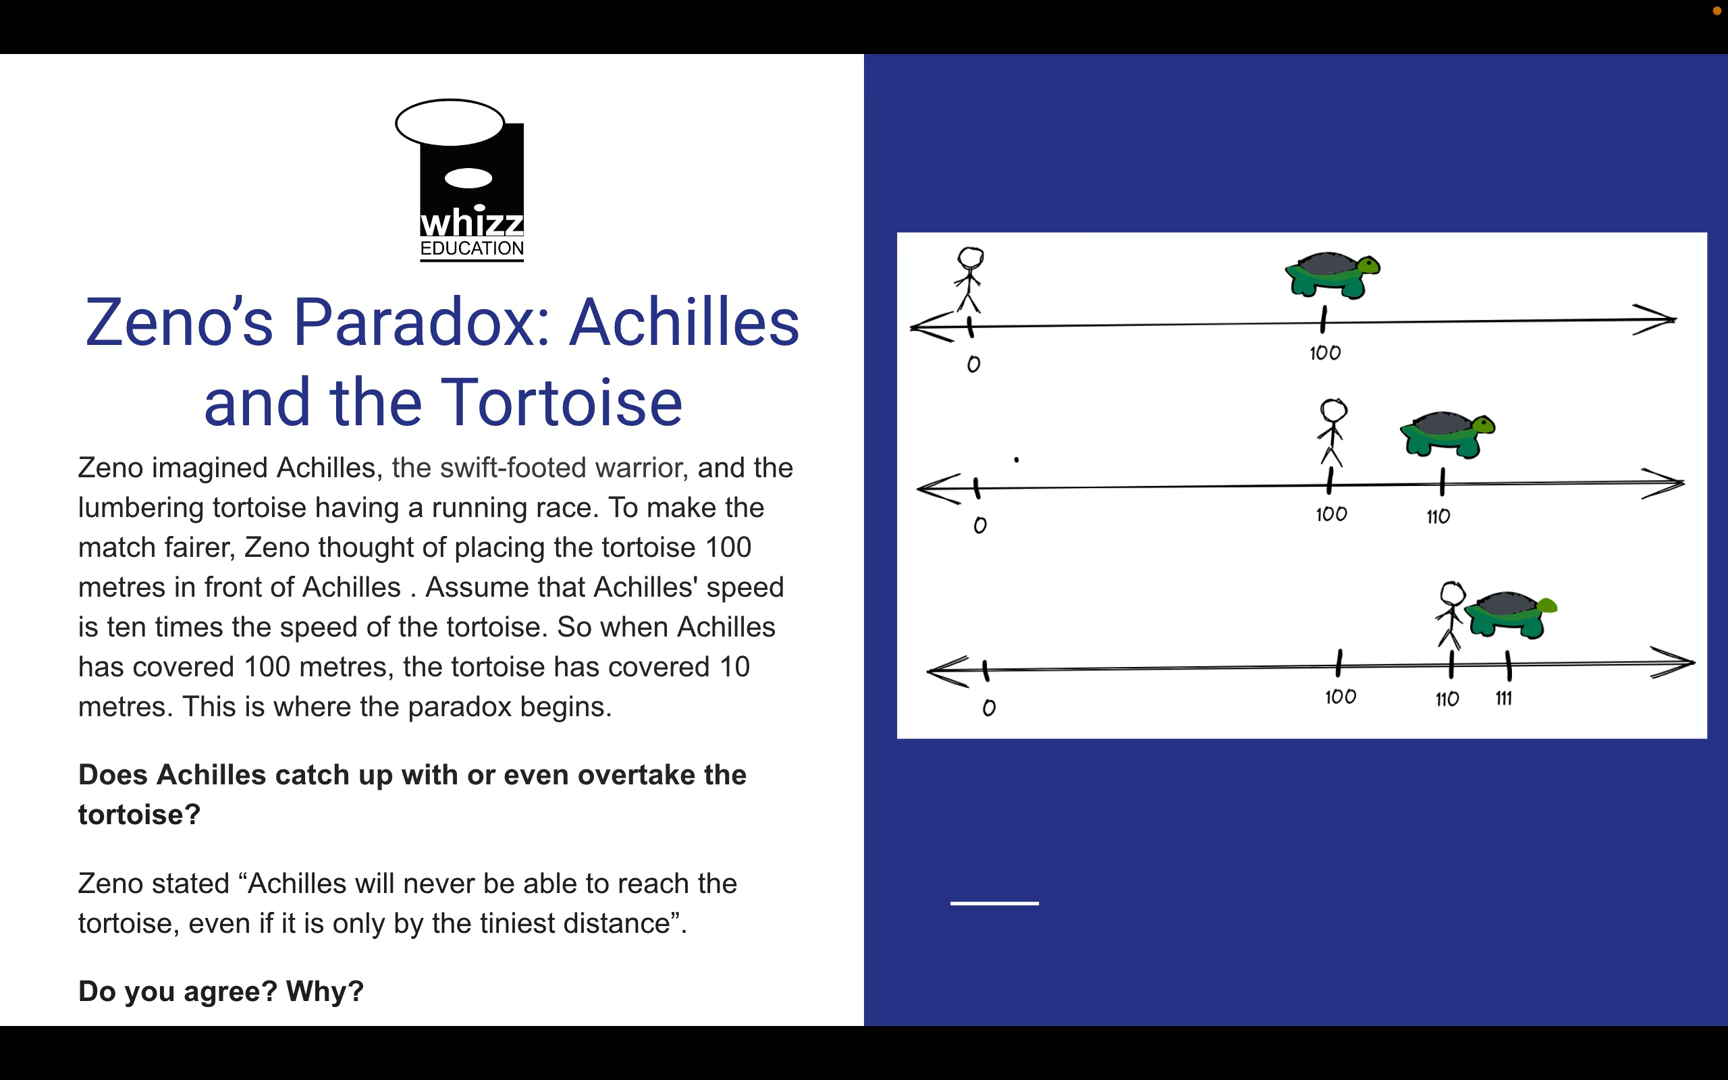 whizz
EDUCATION
Zeno’s Paradox: Achilles
and the Tortoise
Zeno imagined Achilles, the swift-footed warrior, and the
lumbering tortoise having a running race. To make the
match fairer, Zeno thought of placing the tortoise 100
metres in front of Achilles . Assume that Achilles' speed
is ten times the speed of the tortoise. So when Achilles
has covered 100 metres, the tortoise has covered 10
metres. This is where the paradox begins.
Does Achilles catch up with or even overtake the
tortoise?
Zeno stated “Achilles will never be able to reach the
tortoise, even if it is only by the tiniest distance”.
Do you agree? Why?
0 100
0 100 110
0 100 110 111